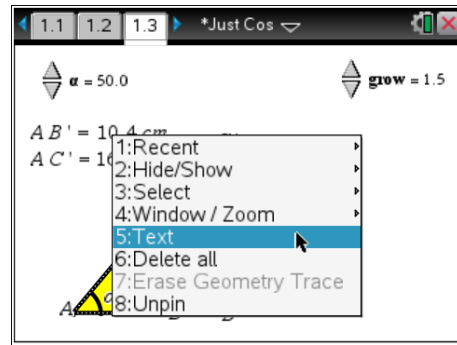 1.1 1.2 1.3 *Just Cos
α = 50.0 grow = 1.5
A B' = 10.4 cm
A C' = 16
1:Recent
2:Hide/Show
3:Select
4:Window / Zoom
5:Text
6:Delete all
7:Erase Geometry Trace
8:Unpin
A